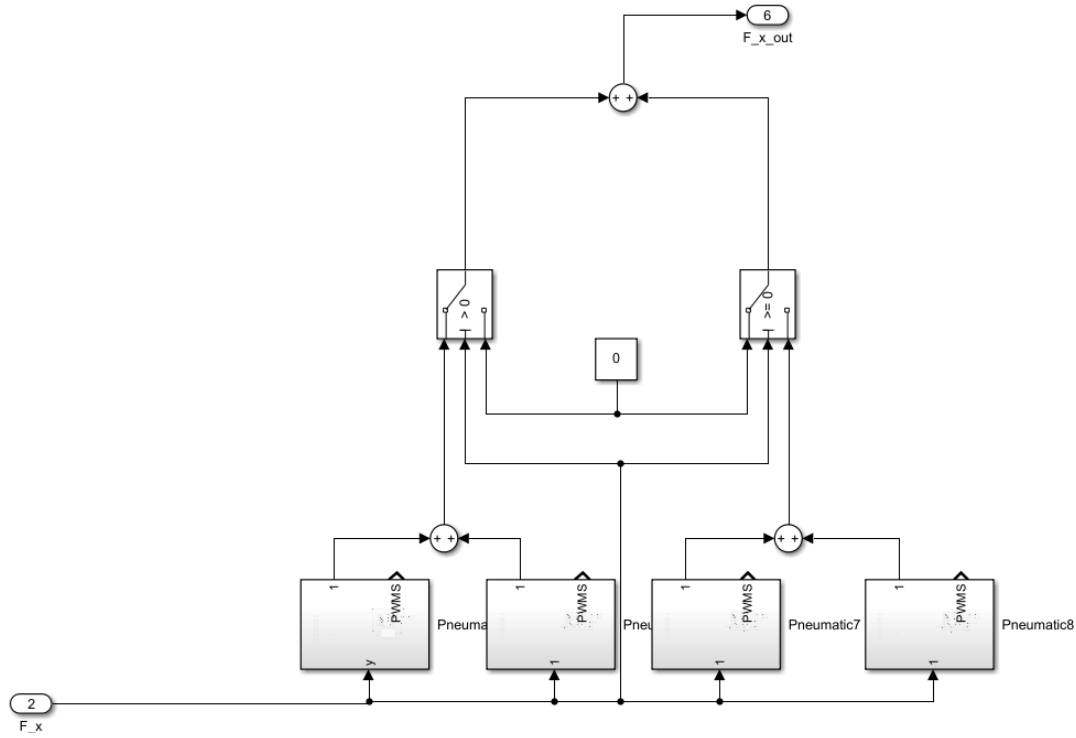 6
F_x_out
+ +
> 0
>= 0
0
+ +
+ +
1
PWMS
1
PWMS
1
PWMS
1
PWMS
Pneuma
Pneu
Pneumatic7
Pneumatic8
y
1
1
1
2
F_x